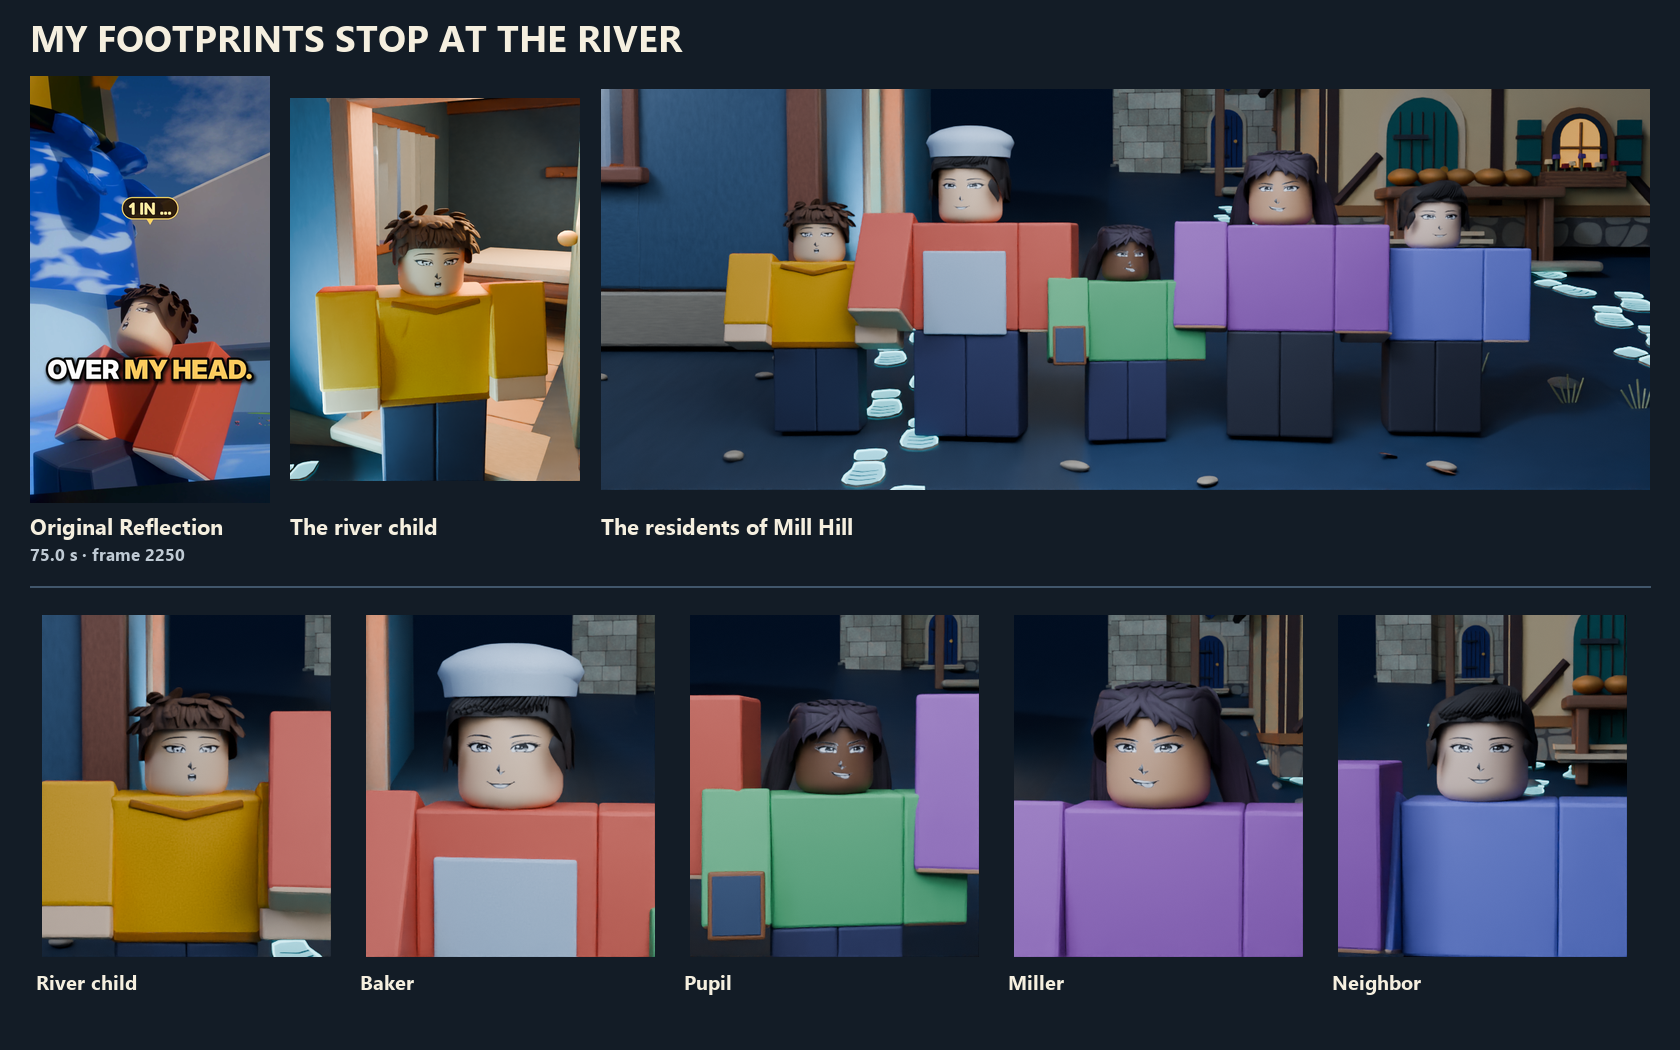 MY FOOTPRINTS STOP AT THE RIVER
1 IN ...
OVER MY HEAD.
Original Reflection
75.0 s · frame 2250
The river child
The residents of Mill Hill
River child
Baker
Pupil
Miller
Neighbor